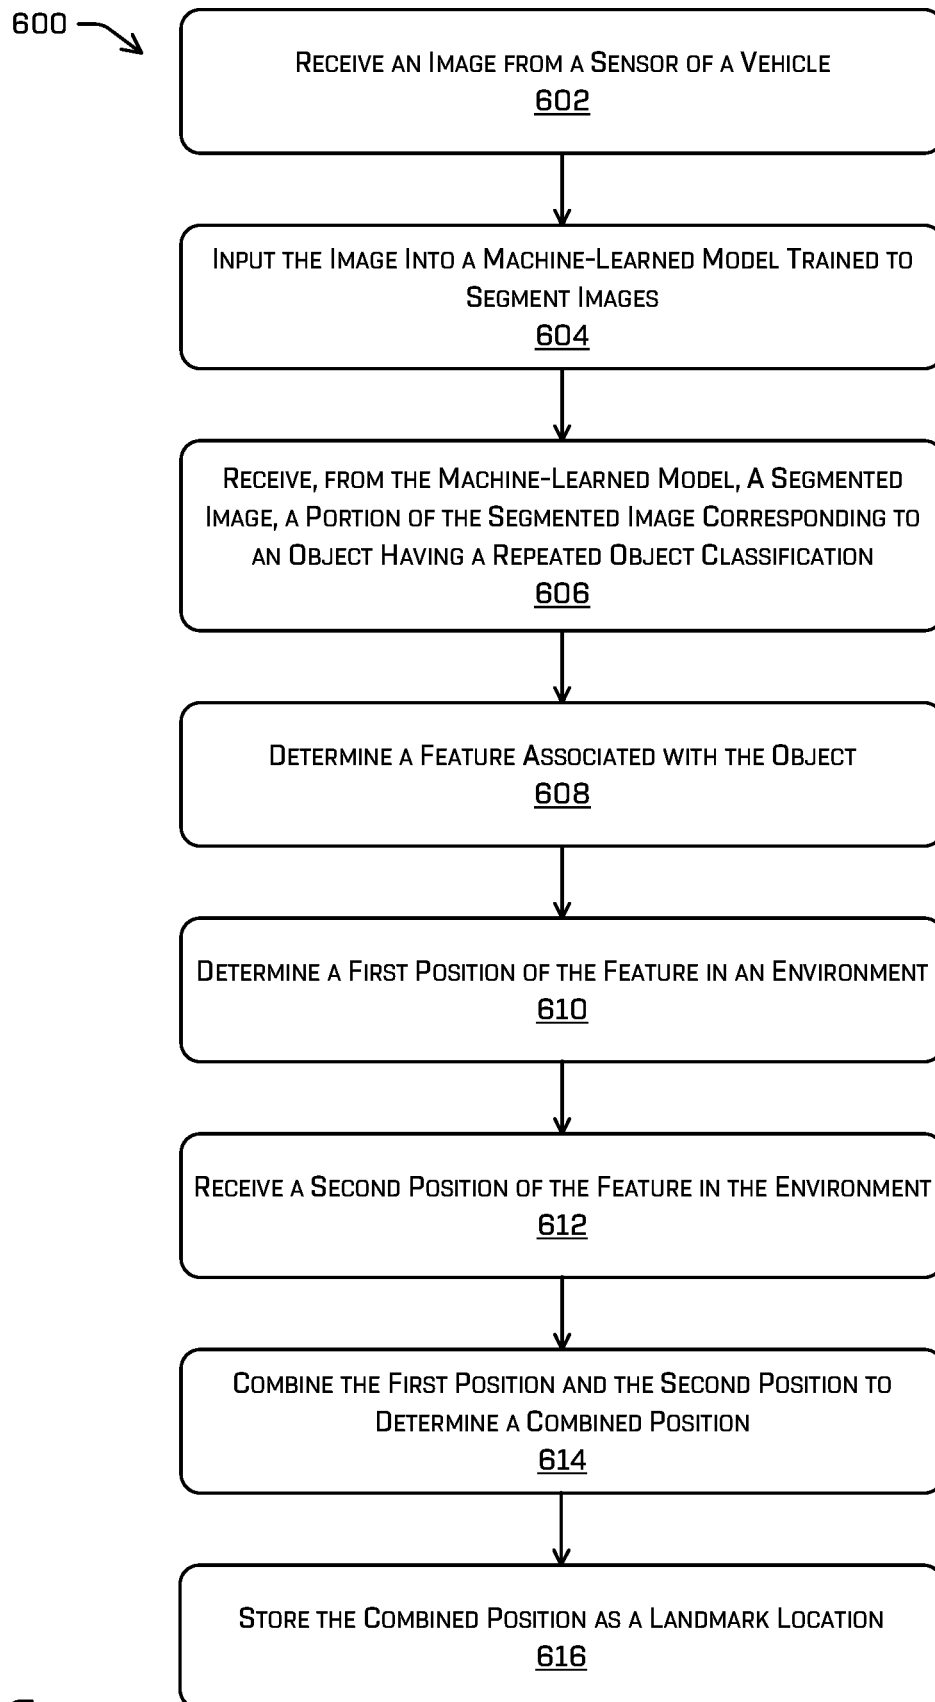 600
RECEIVE AN IMAGE FROM A SENSOR OF A VEHICLE
602
INPUT THE IMAGE INTO A MACHINE-LEARNED MODEL TRAINED TO
SEGMENT IMAGES
604
RECEIVE, FROM THE MACHINE-LEARNED MODEL, A SEGMENTED
IMAGE, A PORTION OF THE SEGMENTED IMAGE CORRESPONDING TO
AN OBJECT HAVING A REPEATED OBJECT CLASSIFICATION
606
DETERMINE A FEATURE ASSOCIATED WITH THE OBJECT
608
DETERMINE A FIRST POSITION OF THE FEATURE IN AN ENVIRONMENT
610
RECEIVE A SECOND POSITION OF THE FEATURE IN THE ENVIRONMENT
612
COMBINE THE FIRST POSITION AND THE SECOND POSITION TO
DETERMINE A COMBINED POSITION
614
STORE THE COMBINED POSITION AS A LANDMARK LOCATION
616